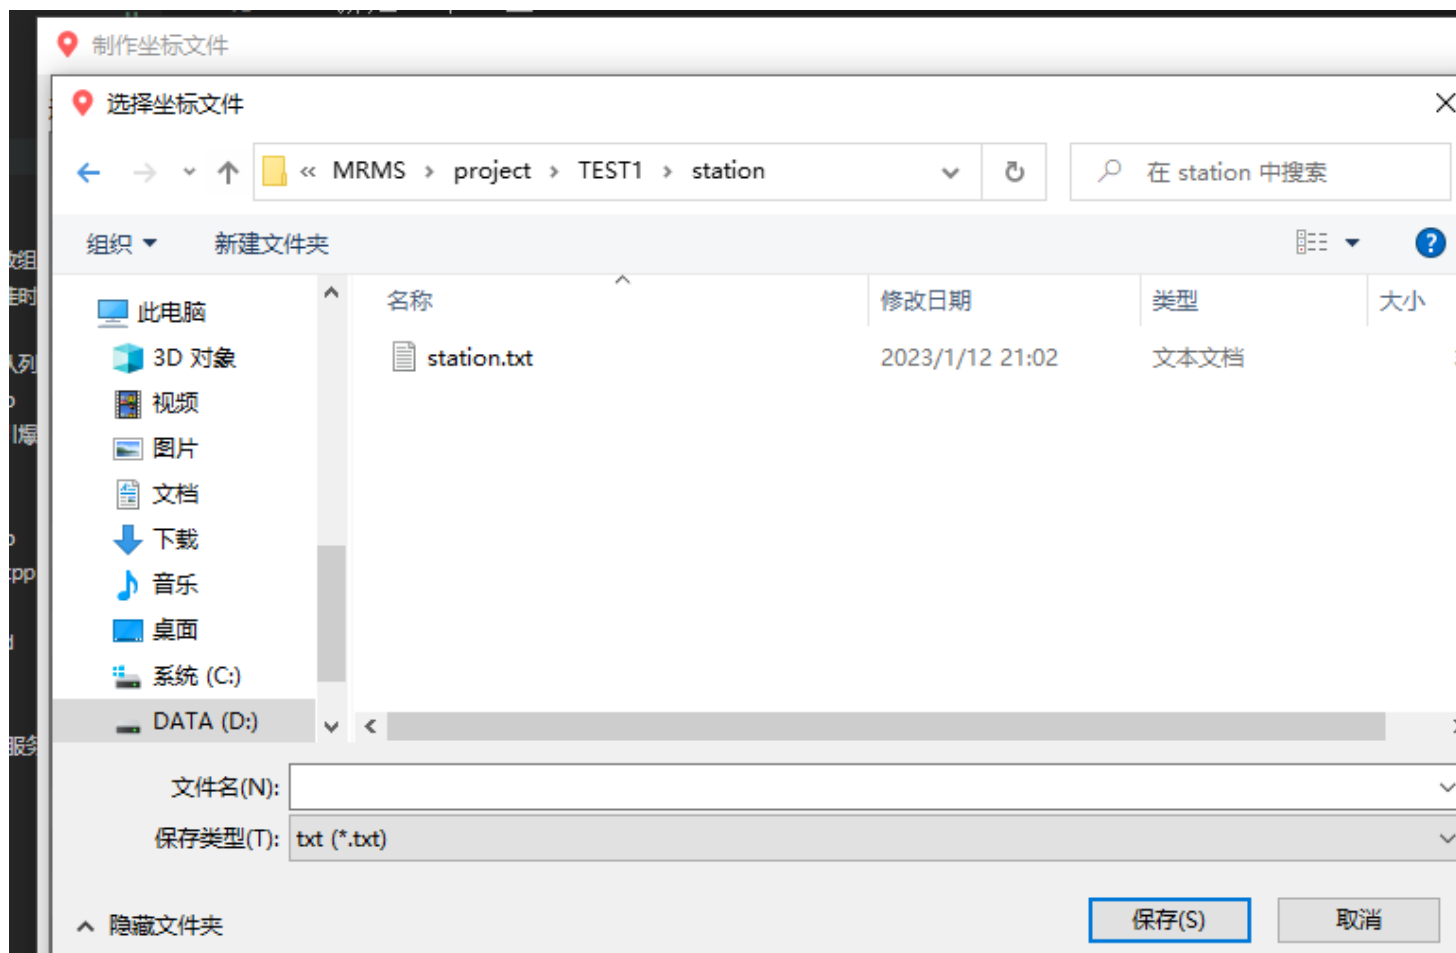 制作坐标文件
选择坐标文件
« MRMS › project › TEST1 › station
在 station 中搜索
组织 新建文件夹
名称 修改日期 类型 大小
station.txt 2023/1/12 21:02 文本文档
此电脑
3D 对象
视频
图片
文档
下载
音乐
桌面
系统 (C:)
DATA (D:)
文件名(N):
保存类型(T): txt (*.txt)
隐藏文件夹 保存(S) 取消